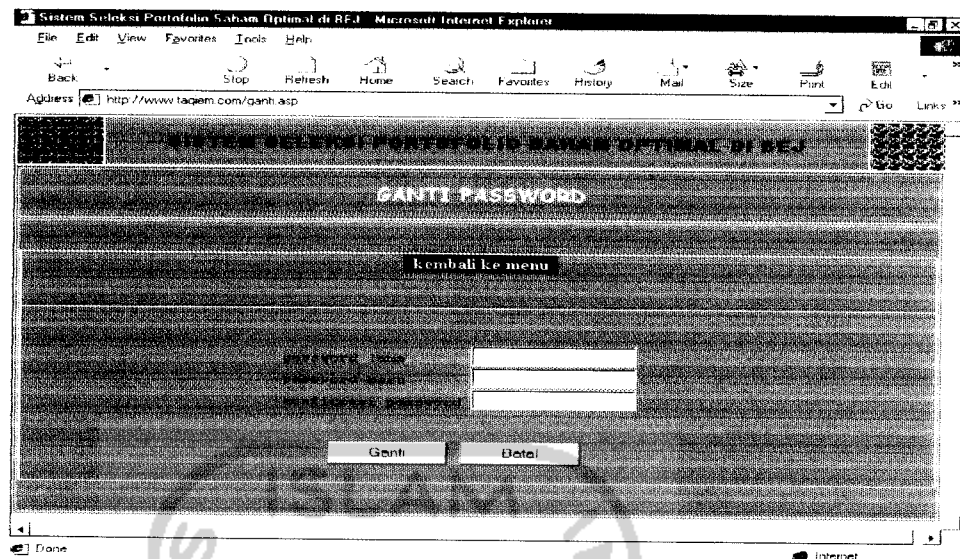 Sistem Seleksi Portofolio Saham Optimal di BEJ - Microsoft Internet Explorer
File Edit View Favorites Tools Help
Back Stop Refresh Home Search Favorites History Mail Size Print Edit
Address http://www.taqiem.com/ganti.asp Go Links »
SISTEM SELEKSI PORTOFOLIO SAHAM OPTIMAL DI BEJ
GANTI PASSWORD
kembali ke menu
password
Ganti Batal
ISLAM
Done Internet